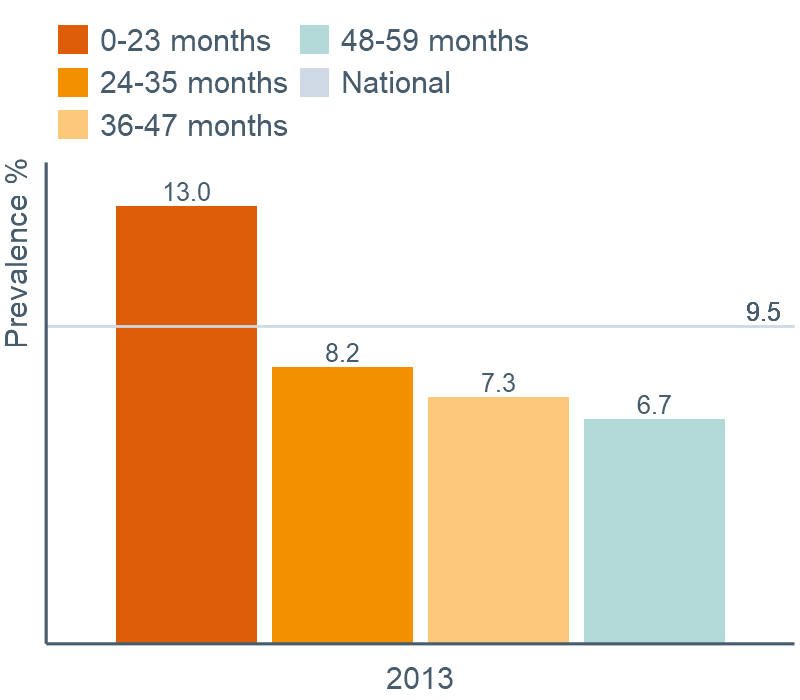 0-23 months
24-35 months
36-47 months
48-59 months
National
Prevalence %
13.0
8.2
7.3
6.7
9.5
2013